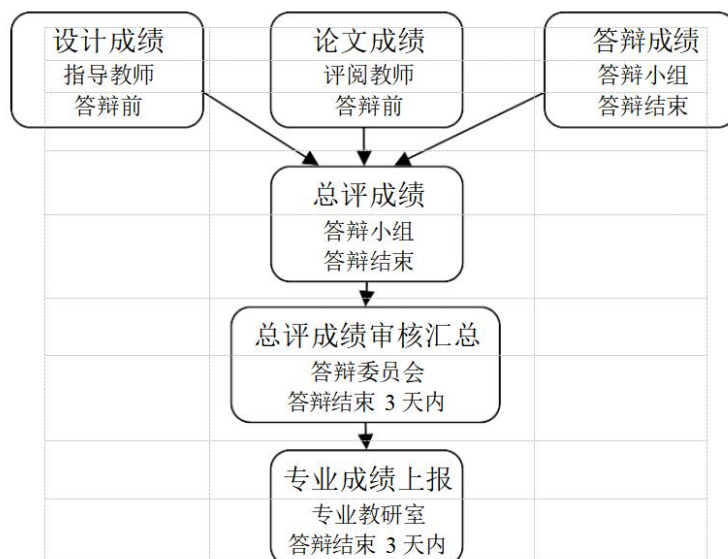 设计成绩
指导教师
答辩前
论文成绩
评阅教师
答辩前
答辩成绩
答辩小组
答辩结束
总评成绩
答辩小组
答辩结束
总评成绩审核汇总
答辩委员会
答辩结束 3 天内
专业成绩上报
专业教研室
答辩结束 3 天内